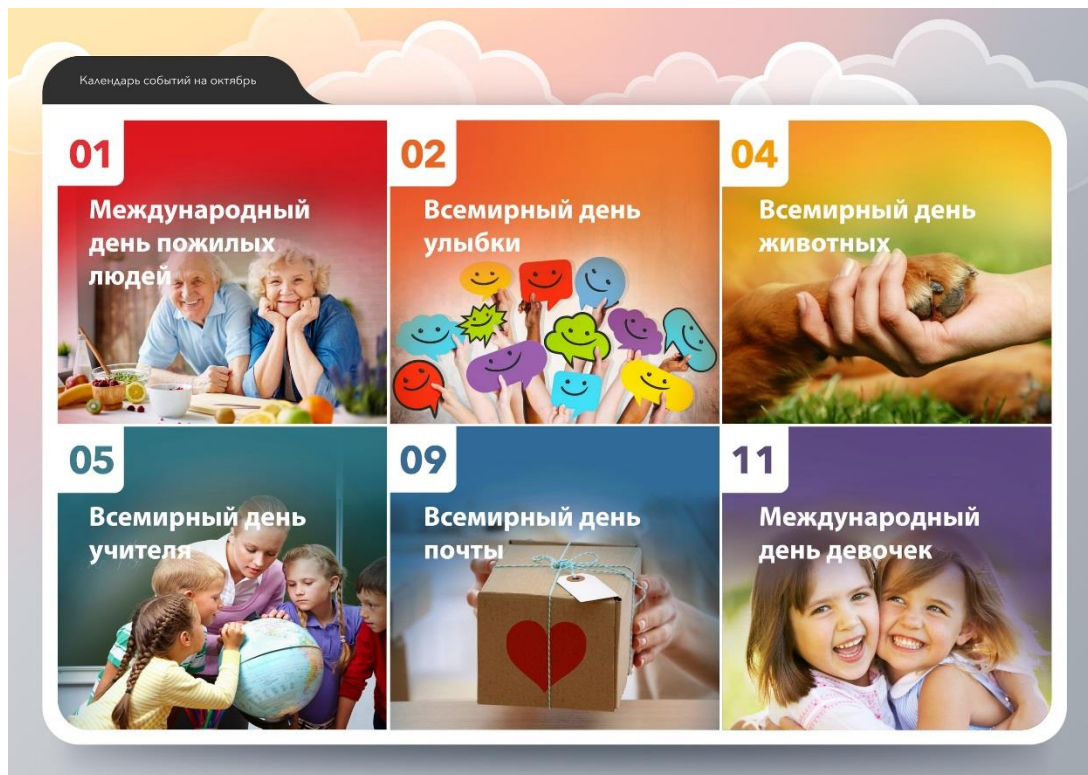 Календарь событий на октябрь
01
Международный
день пожилых
людей
02
Всемирный день
улыбки
04
Всемирный день
животных
05
Всемирный день
учителя
09
Всемирный день
почты
11
Международный
день девочек